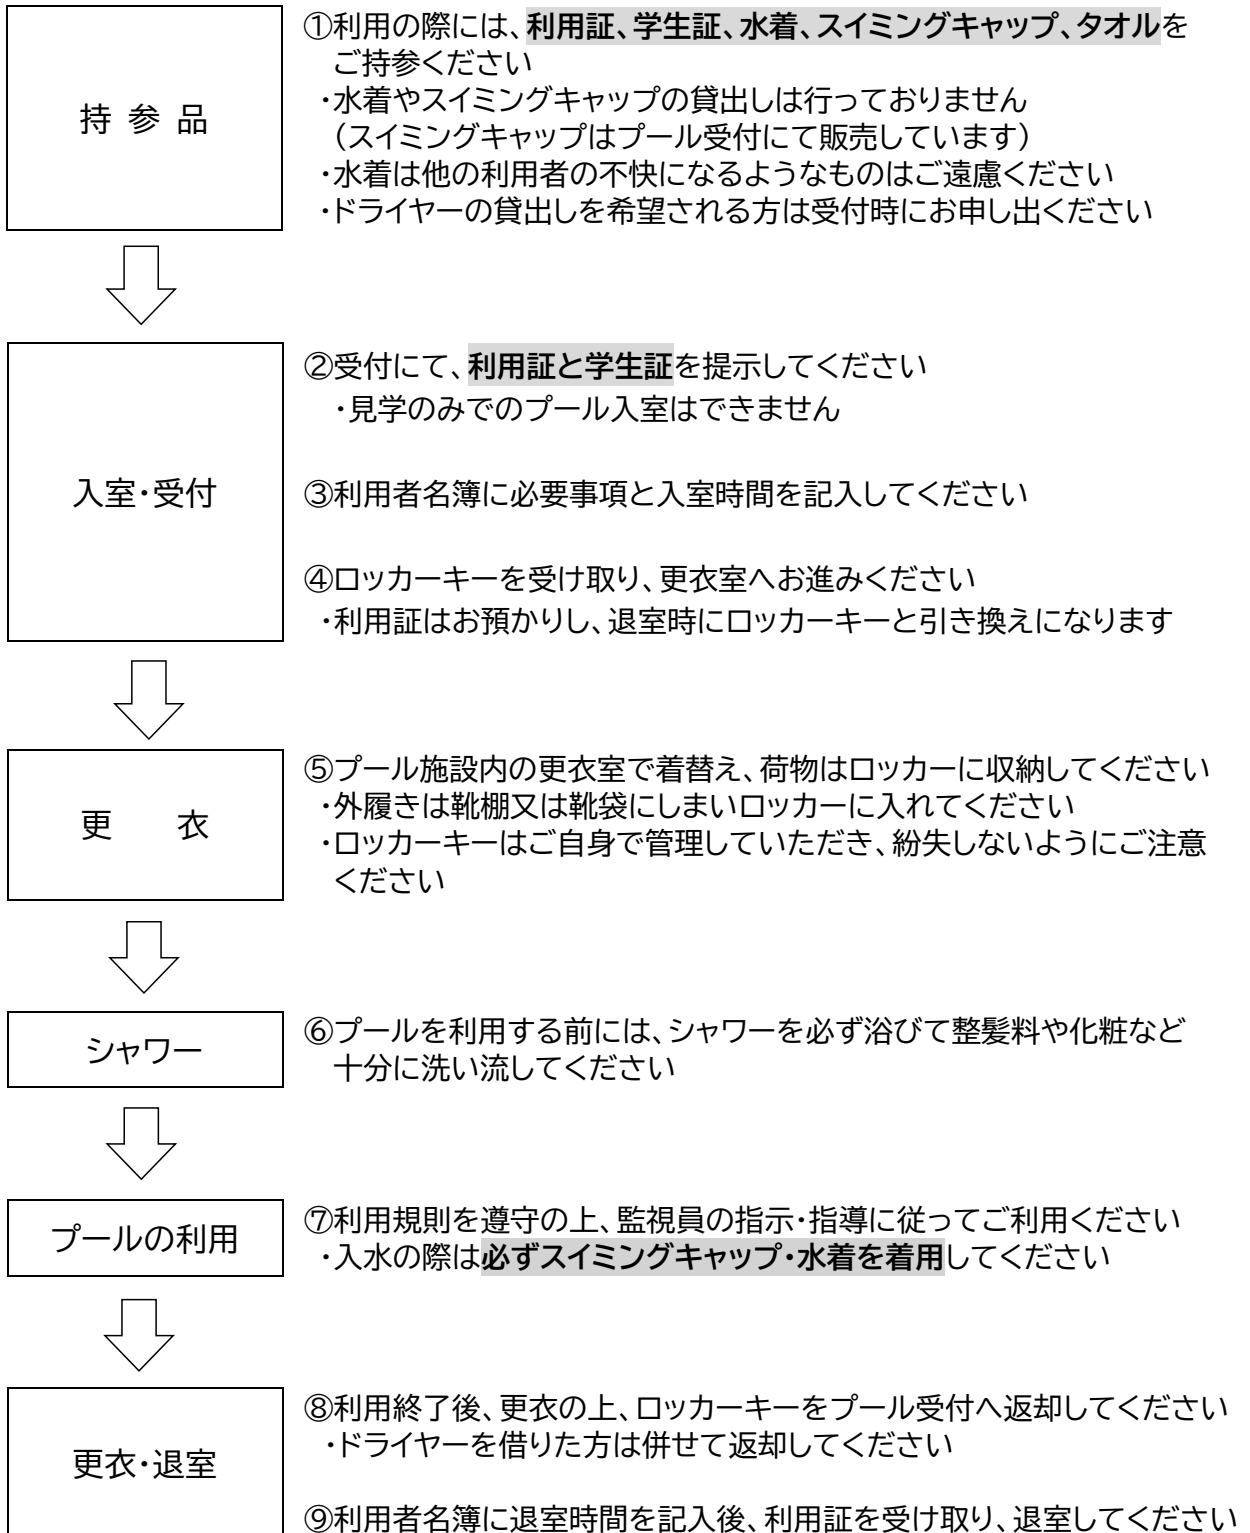 持 参 品
①利用の際には、利用証、学生証、水着、スイミングキャップ、タオルを
ご持参ください
・水着やスイミングキャップの貸出しは行っておりません
（スイミングキャップはプール受付にて販売しています）
・水着は他の利用者の不快になるようなものはご遠慮ください
・ドライヤーの貸出しを希望される方は受付時にお申し出ください
入室・受付
②受付にて、利用証と学生証を提示してください
・見学のみでのプール入室はできません
③利用者名簿に必要事項と入室時間を記入してください
④ロッカーキーを受け取り、更衣室へお進みください
・利用証はお預かりし、退室時にロッカーキーと引き換えになります
更　衣
⑤プール施設内の更衣室で着替え、荷物はロッカーに収納してください
・外履きは靴棚又は靴袋にしまいロッカーに入れてください
・ロッカーキーはご自身で管理していただき、紛失しないようにご注意
ください
シャワー
⑥プールを利用する前には、シャワーを必ず浴びて整髪料や化粧など
十分に洗い流してください
プールの利用
⑦利用規則を遵守の上、監視員の指示・指導に従ってご利用ください
・入水の際は必ずスイミングキャップ・水着を着用してください
更衣・退室
⑧利用終了後、更衣の上、ロッカーキーをプール受付へ返却してください
・ドライヤーを借りた方は併せて返却してください
⑨利用者名簿に退室時間を記入後、利用証を受け取り、退室してください